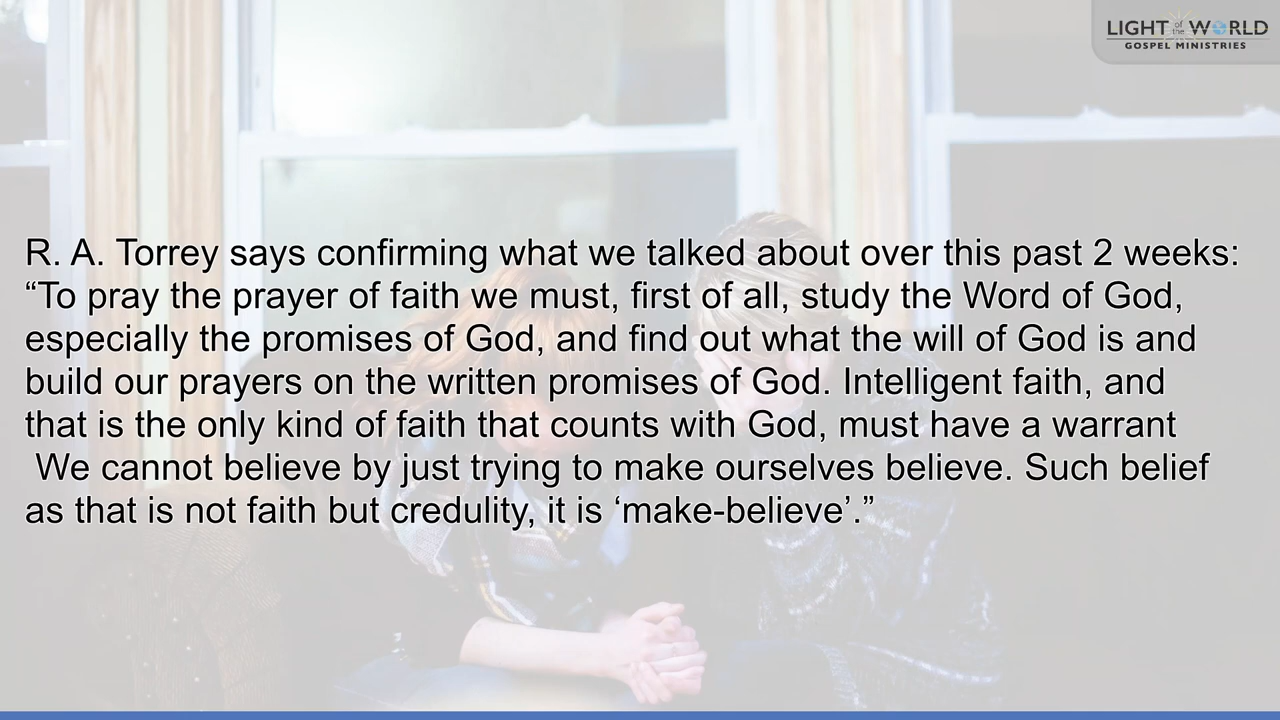 LIGHT of the WORLD
GOSPEL MINISTRIES
R. A. Torrey says confirming what we talked about over this past 2 weeks:
“To pray the prayer of faith we must, first of all, study the Word of God,
especially the promises of God, and find out what the will of God is and
build our prayers on the written promises of God. Intelligent faith, and
that is the only kind of faith that counts with God, must have a warrant
We cannot believe by just trying to make ourselves believe. Such belief
as that is not faith but credulity, it is ‘make-believe’.”